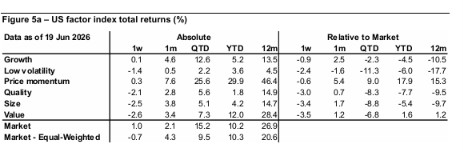 Figure 5a – US factor index total returns (%)
Absolute Relative to Market
Data as of 19 Jun 2026 1w 1m QTD YTD 12m 1w 1m QTD YTD 12m
Growth 0.1 4.6 12.6 5.2 13.5 -0.9 2.5 -2.3 -4.5 -10.5
Low volatility -1.4 0.5 2.2 3.6 4.5 -2.4 -1.6 -11.3 -6.0 -17.7
Price momentum 0.3 7.6 25.6 29.9 46.4 -0.6 5.4 9.0 17.9 15.3
Quality -2.1 2.8 5.6 1.8 14.9 -3.0 0.7 -8.3 -7.7 -9.5
Size -2.5 3.8 5.1 4.2 14.7 -3.4 1.7 -8.8 -5.4 -9.7
Value -2.6 3.4 7.3 12.0 28.4 -3.5 1.2 -6.8 1.6 1.2
Market 1.0 2.1 15.2 10.2 26.9
Market - Equal-Weighted -0.7 4.3 9.5 10.3 20.6